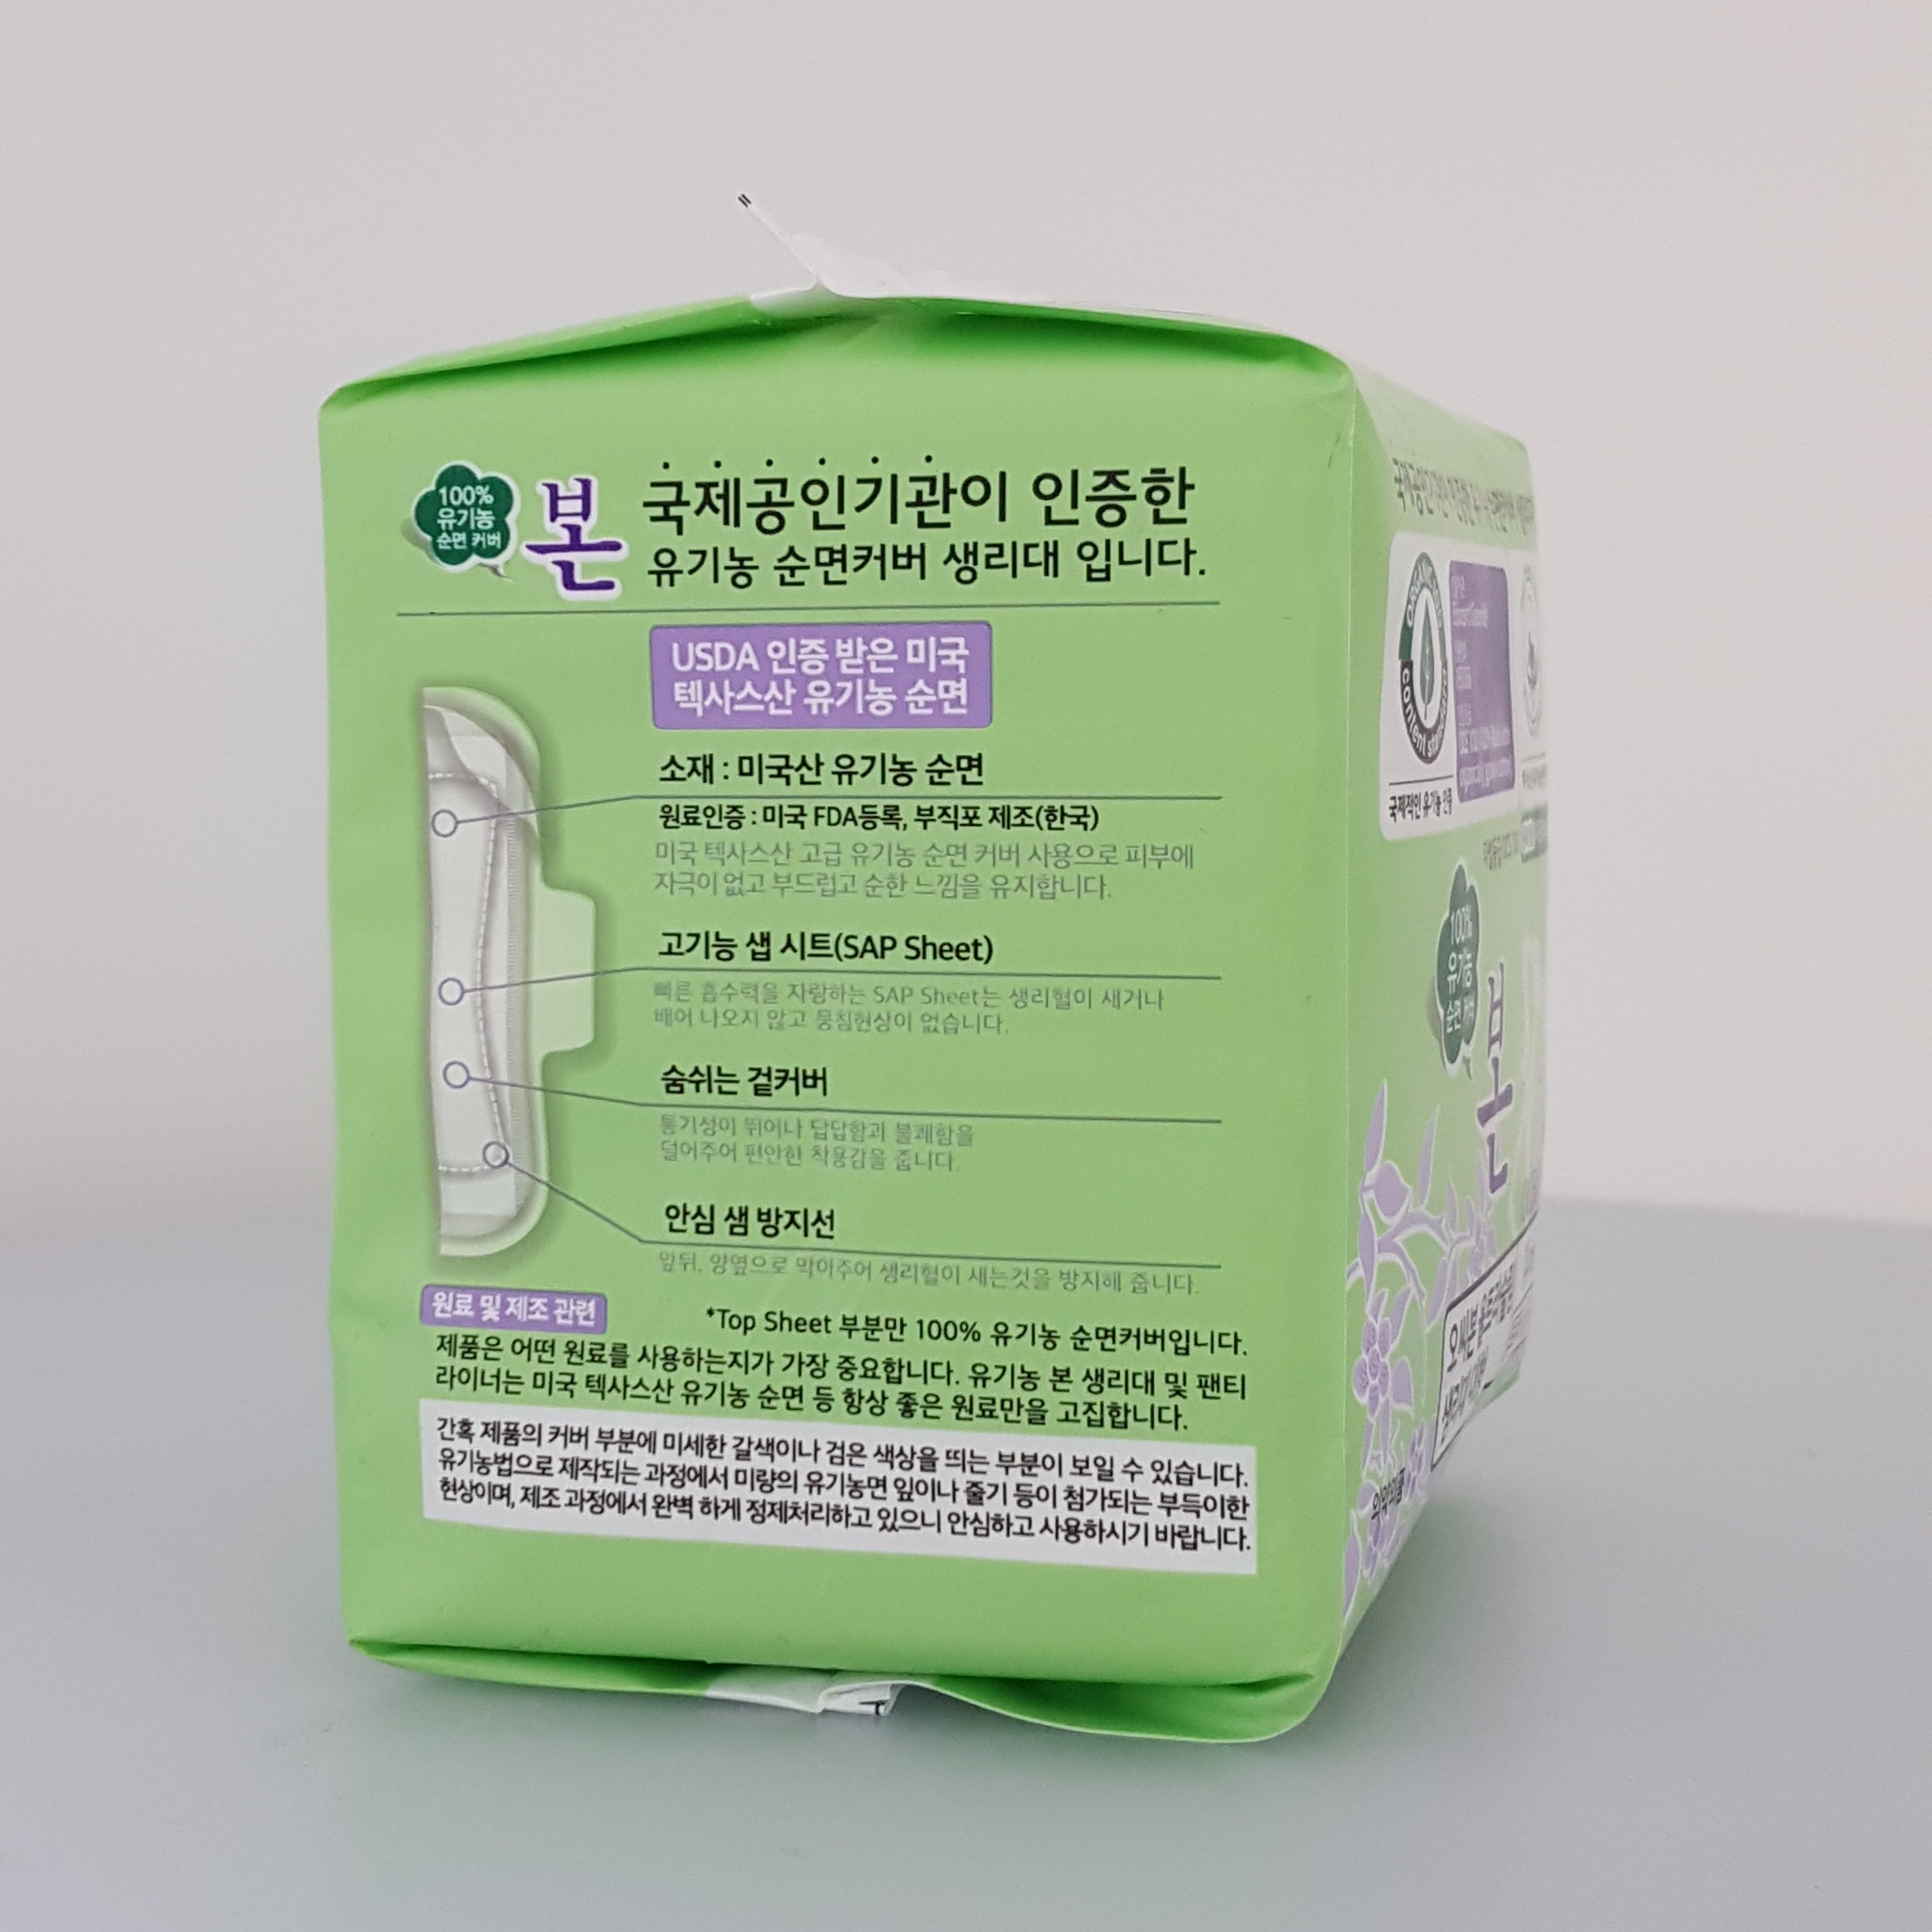 100%
유기농
순면 커버
본
국제공인기관이 인증한
유기농 순면커버 생리대 입니다.
USDA 인증 받은 미국
텍사스산 유기농 순면
소재 : 미국산 유기농 순면
원료인증 : 미국 FDA등록, 부직포 제조(한국)
미국 텍사스산 고급 유기농 순면 커버 사용으로 피부에
자극이 없고 부드럽고 순한 느낌을 유지합니다.
고기능 샙 시트(SAP Sheet)
빠른 흡수력을 자랑하는 SAP Sheet는 생리혈이 새거나
배어 나오지 않고 뭉침현상이 없습니다.
숨쉬는 겉커버
통기성이 뛰어나 답답함과 불쾌함을
덜어주어 편안한 착용감을 줍니다.
안심 샘 방지선
앞뒤, 양옆으로 막아주어 생리혈이 새는것을 방지해 줍니다.
원료 및 제조 관련
*Top Sheet 부분만 100% 유기농 순면커버입니다.
제품은 어떤 원료를 사용하는지가 가장 중요합니다. 유기농 본 생리대 및 팬티
라이너는 미국 텍사스산 유기농 순면 등 항상 좋은 원료만을 고집합니다.
간혹 제품의 커버 부분에 미세한 갈색이나 검은 색상을 띄는 부분이 보일 수 있습니다.
유기농법으로 제작되는 과정에서 미량의 유기농면 잎이나 줄기 등이 첨가되는 부득이한
현상이며, 제조 과정에서 완벽 하게 정제처리하고 있으니 안심하고 사용하시기 바랍니다.
국제적인 유기농 인증
100%
유기농
순면 커버
본